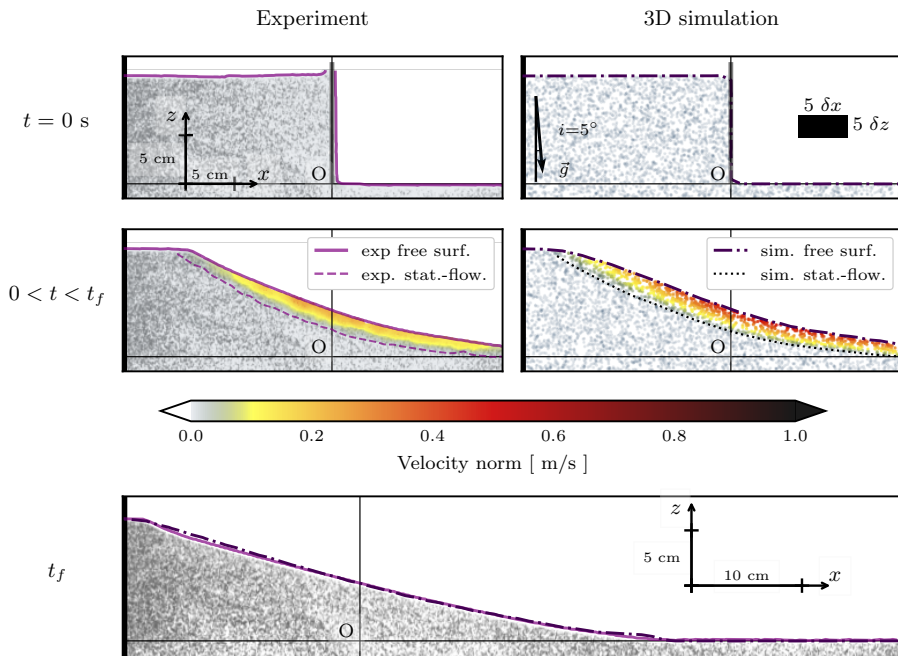 Experiment
3D simulation
t = 0 s
z
5 cm
5 cm
x
O
i=5°
g⃗
O
5 δx
5 δz
0 < t < t_f
exp free surf.
exp. stat.-flow.
O
sim. free surf.
sim. stat.-flow.
O
0.0 0.2 0.4 0.6 0.8 1.0
Velocity norm [ m/s ]
t_f
O
z
5 cm
10 cm
x